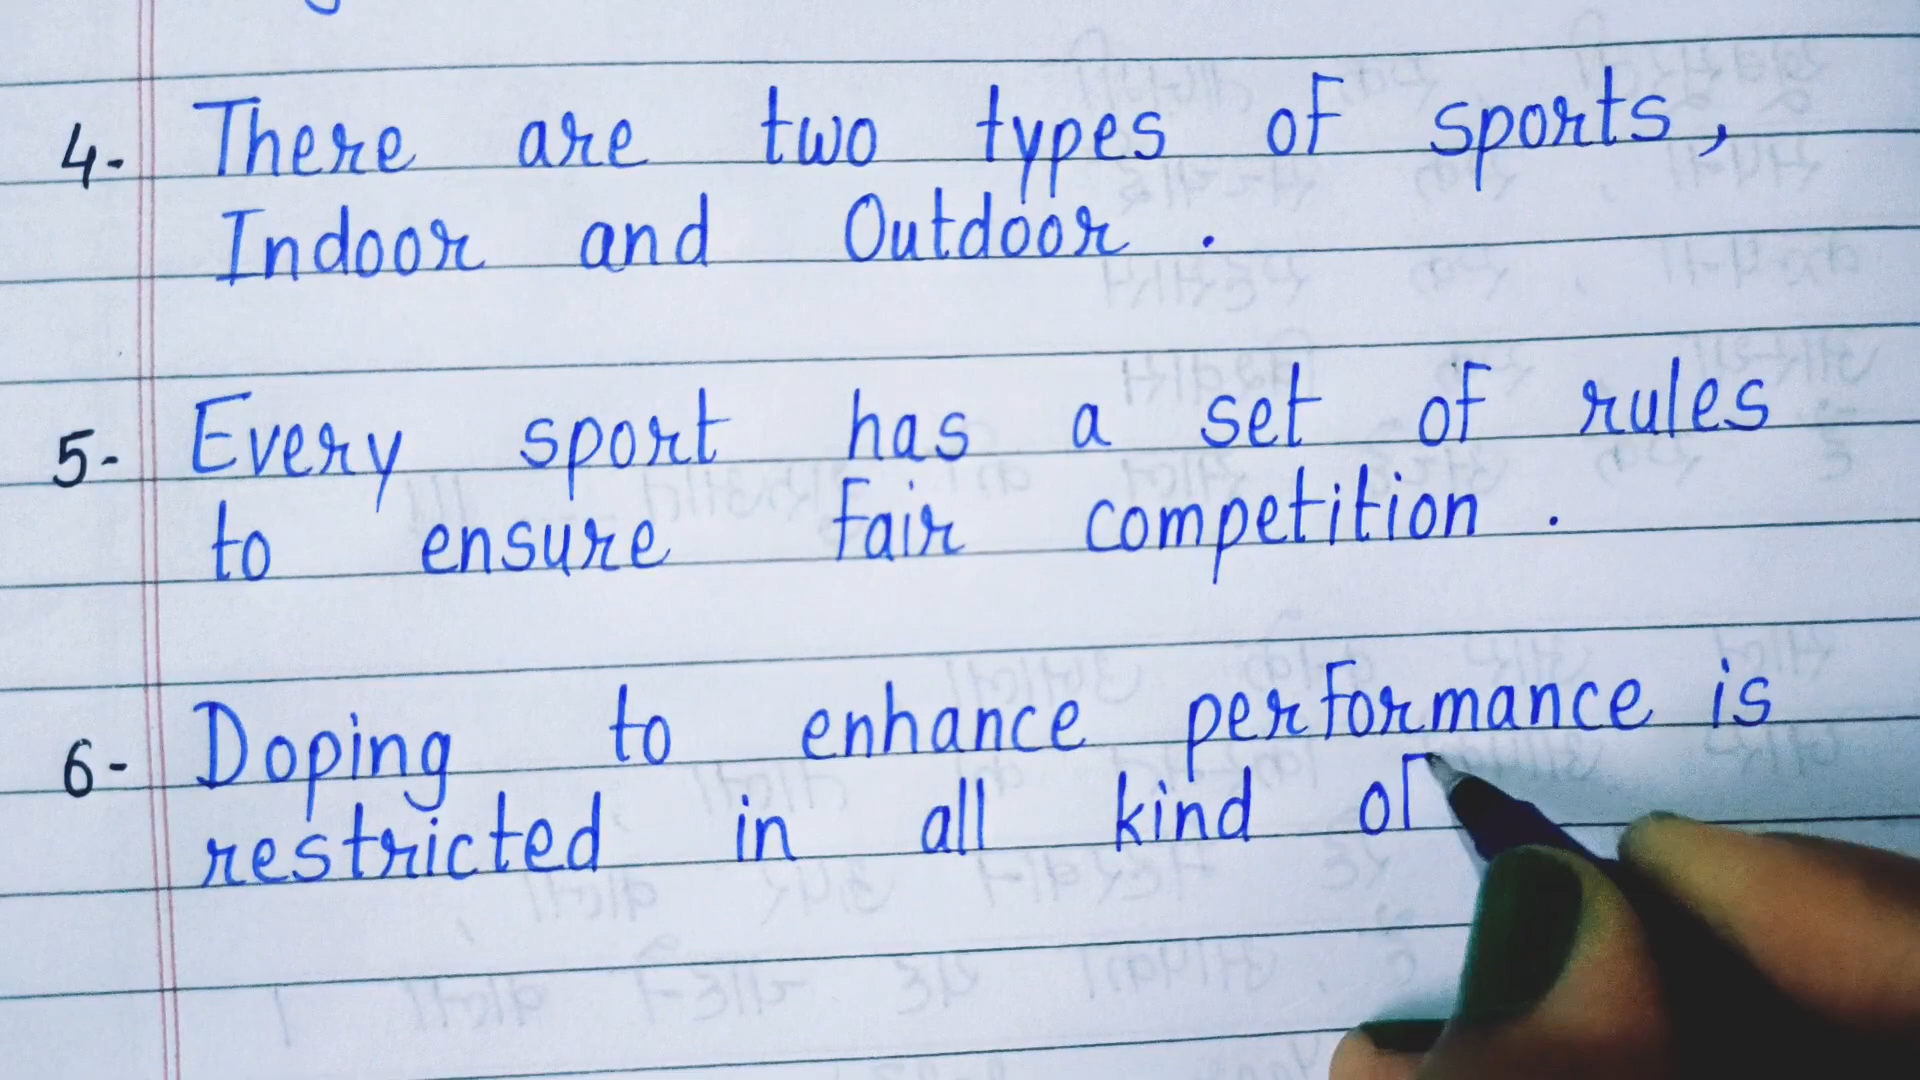 4- There are two types of sports,
Indoor and Outdoor .
5- Every sport has a set of rules
to ensure fair competition .
6- Doping to enhance performance is
restricted in all kind of